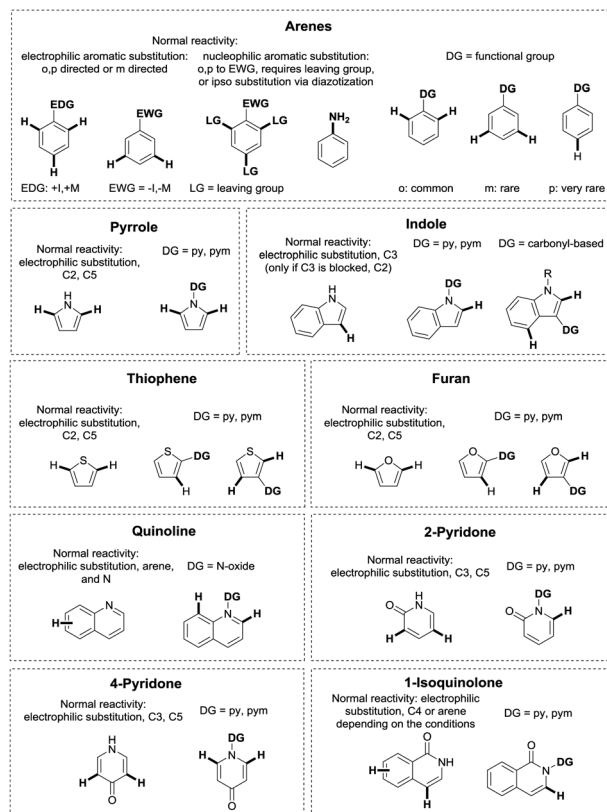 Arenes
Normal reactivity:
electrophilic aromatic substitution:
o,p directed or m directed
nucleophilic aromatic substitution:
o,p to EWG, requires leaving group,
or ipso substitution via diazotization
DG = functional group
EDG
H H
H
EWG
H H
EWG
LG LG
LG
NH2
DG
H H
DG
H H
DG
H
EDG: +I,+M
EWG = -I,-M
LG = leaving group
o: common
m: rare
p: very rare
Pyrrole
Normal reactivity:
electrophilic substitution,
C2, C5
DG = py, pym
H
N
H H
DG
N
H H
Indole
Normal reactivity:
electrophilic substitution, C3
(only if C3 is blocked, C2)
DG = py, pym
DG = carbonyl-based
H
N
H
DG
N
H
R
N
H
H DG
Thiophene
Normal reactivity:
electrophilic substitution,
C2, C5
DG = py, pym
H S H
S DG
H
S H
H DG
Furan
Normal reactivity:
electrophilic substitution,
C2, C5
DG = py, pym
H O H
O DG
H
O H
H DG
Quinoline
Normal reactivity:
electrophilic substitution, arene,
and N
DG = N-oxide
N
H
H DG
N H
2-Pyridone
Normal reactivity:
electrophilic substitution, C3, C5
DG = py, pym
H
O N
H H
DG
O N H
4-Pyridone
Normal reactivity:
electrophilic substitution, C3, C5
DG = py, pym
H
N
H H
O
DG
H N H
O
1-Isoquinolone
Normal reactivity: electrophilic
substitution, C4 or arene
depending on the conditions
DG = py, pym
O
H NH
H
O
N DG
H